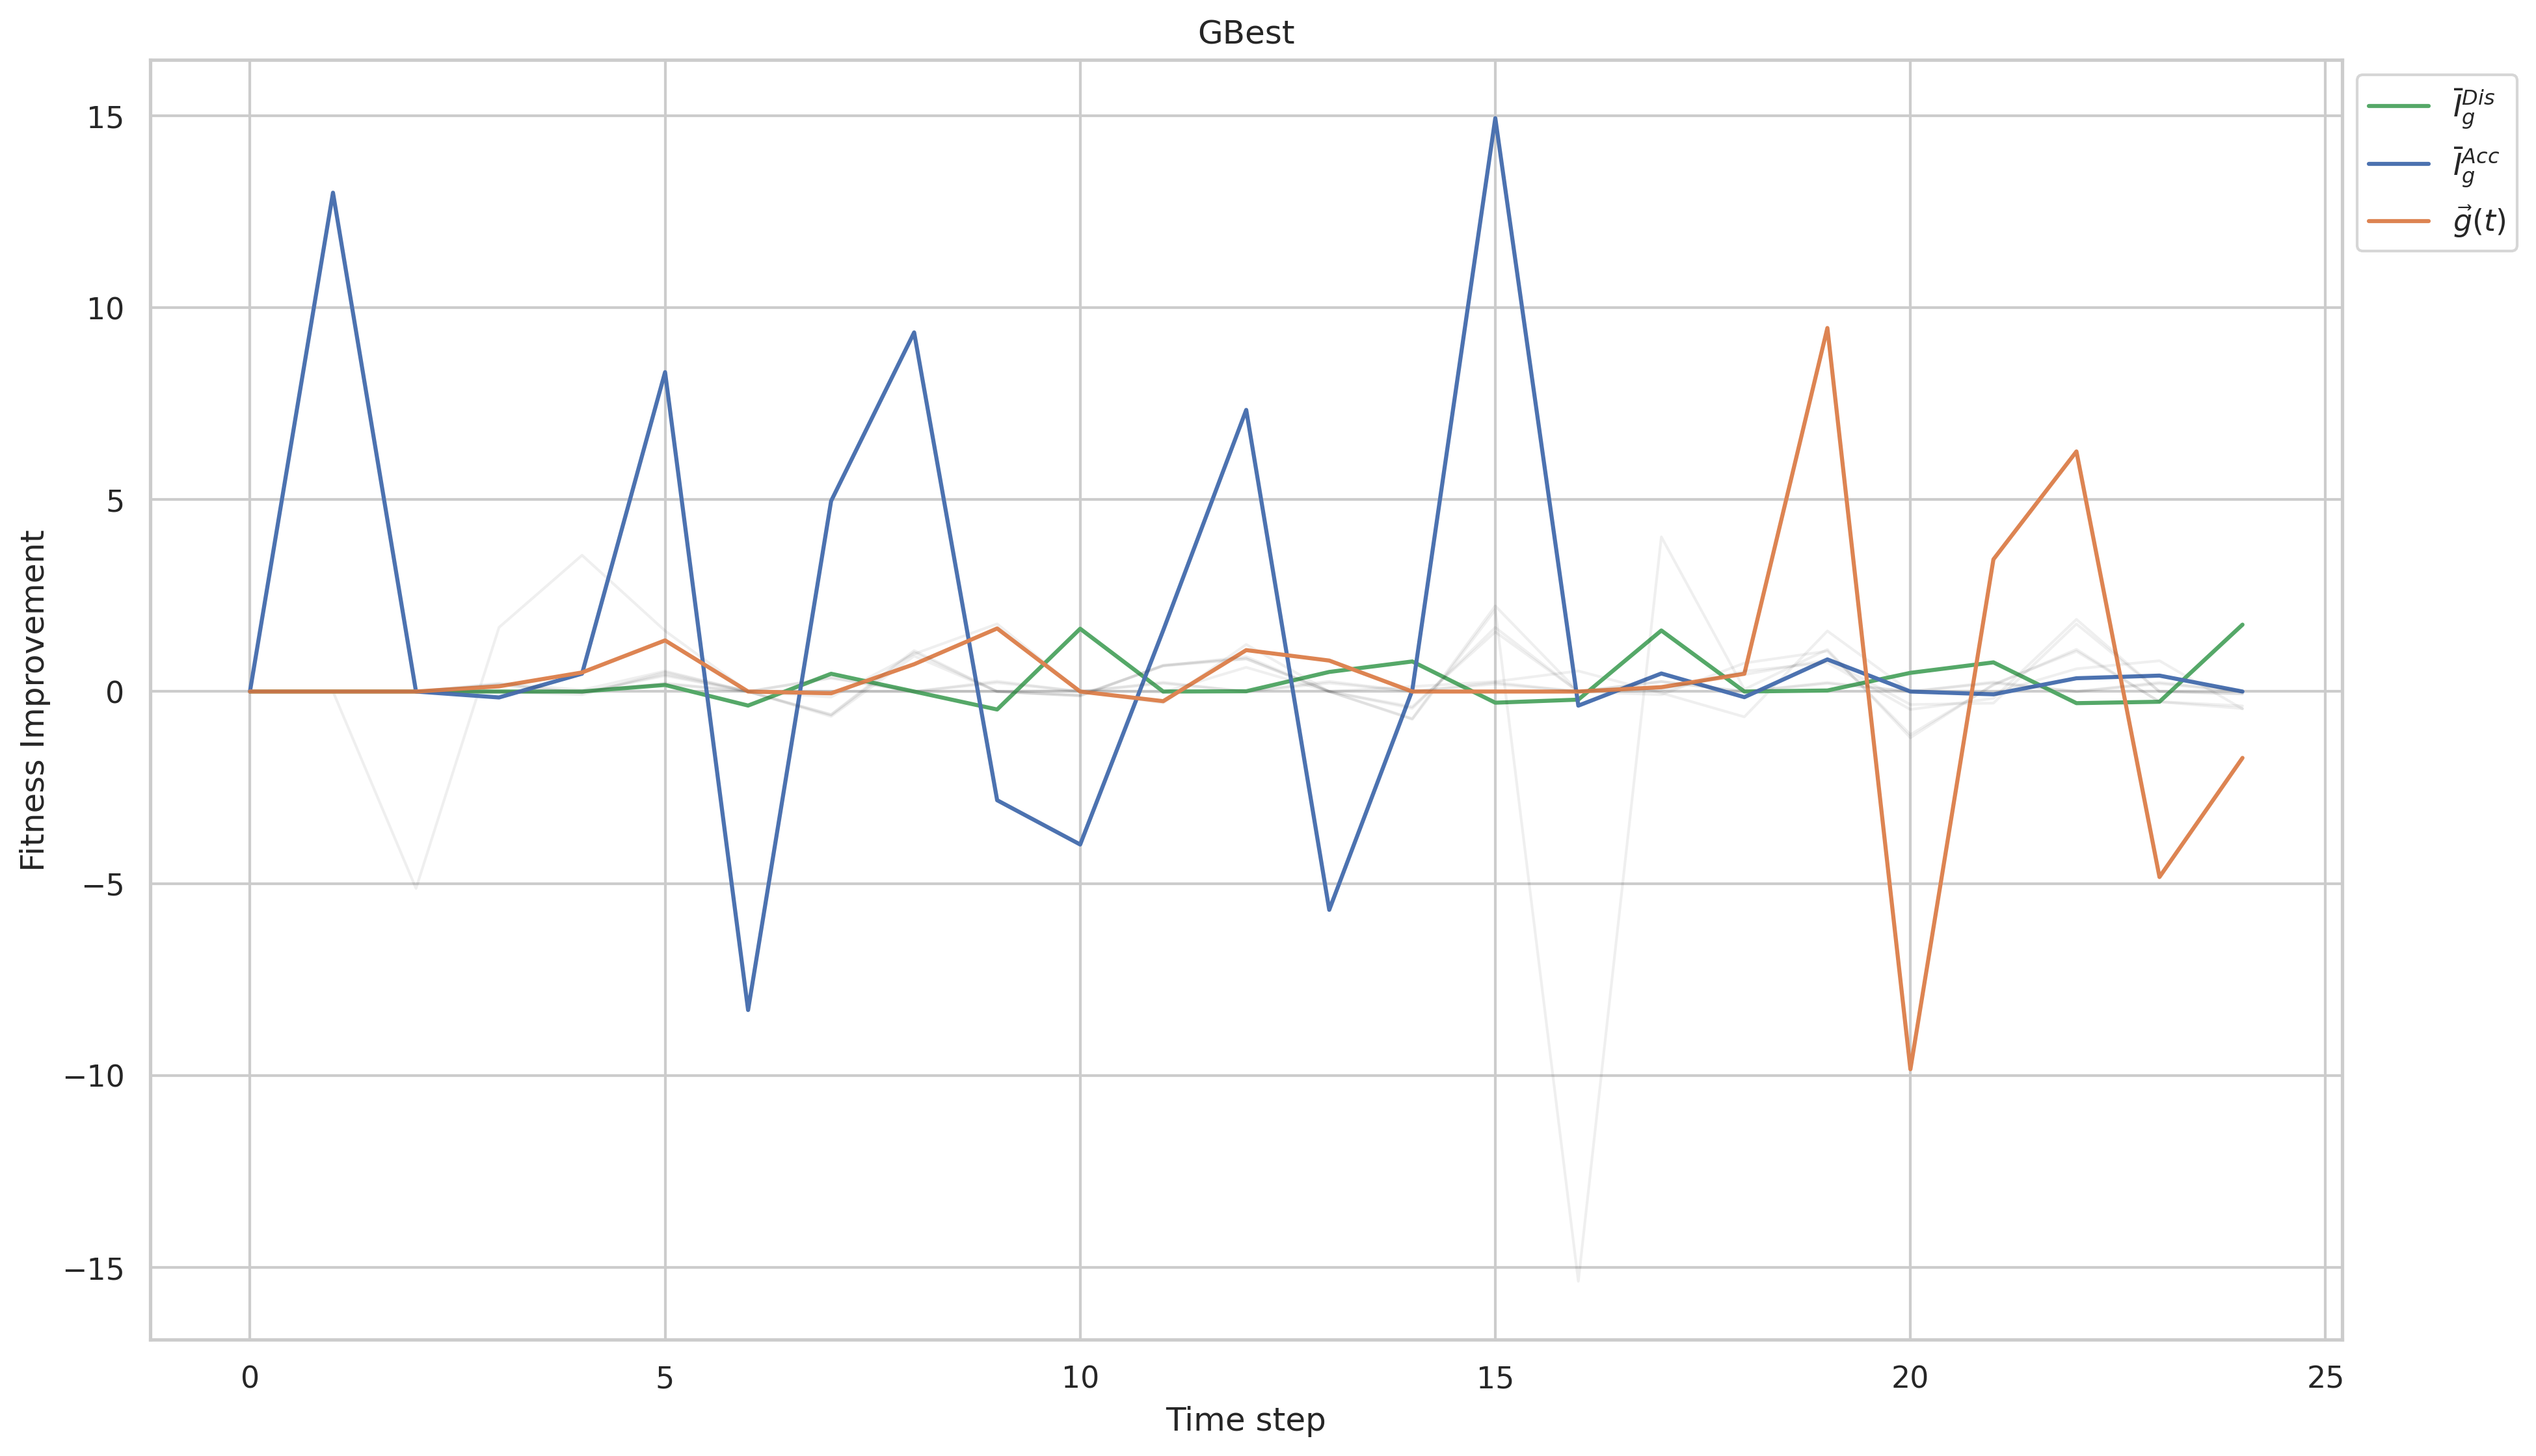 GBest
Fitness Improvement
15
10
5
0
−5
−10
−15
0 5 10 15 20 25
Time step
Ī_g^{Dis}
Ī_g^{Acc}
g⃗(t)